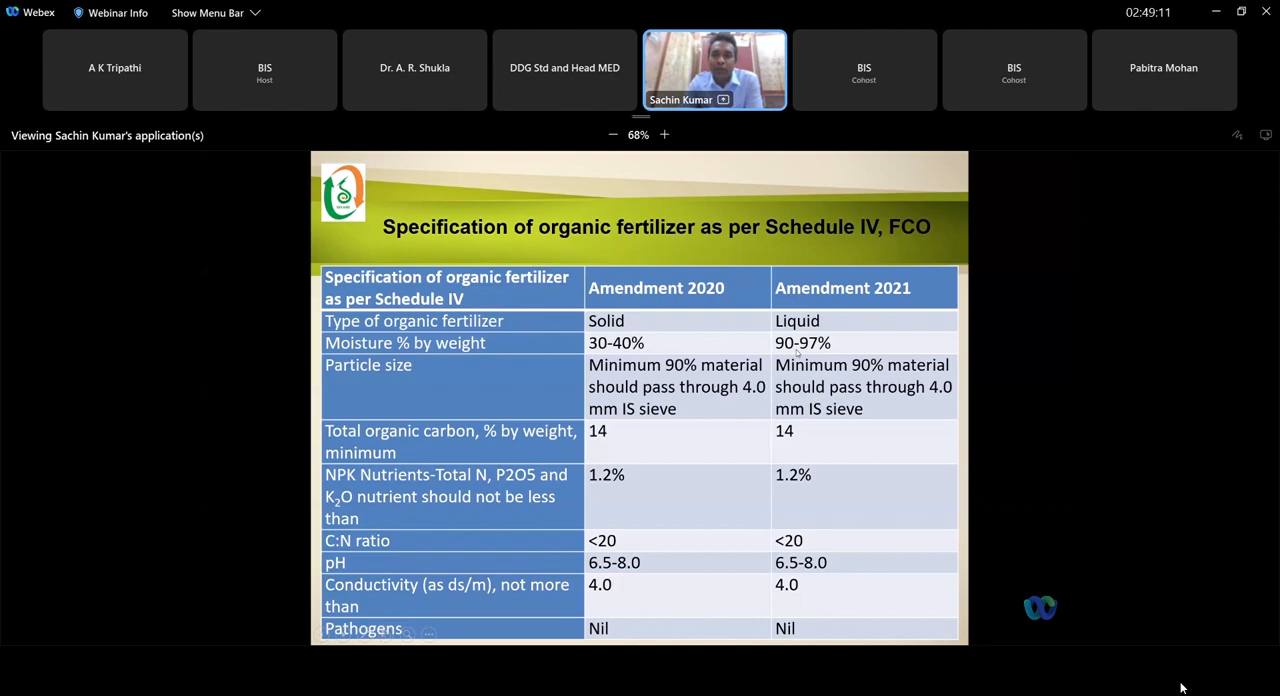 Webex
Webinar Info
Show Menu Bar
02:49:11
A K Tripathi
BIS
Host
Dr. A. R. Shukla
DDG Std and Head MED
Sachin Kumar
BIS
Cohost
BIS
Cohost
Pabitra Mohan
Viewing Sachin Kumar's application(s)
68%
Specification of organic fertilizer as per Schedule IV, FCO
Specification of organic fertilizer
as per Schedule IV
Amendment 2020
Amendment 2021
Type of organic fertilizer
Solid
Liquid
Moisture % by weight
30-40%
90-97%
Particle size
Minimum 90% material
should pass through 4.0
mm IS sieve
Minimum 90% material
should pass through 4.0
mm IS sieve
Total organic carbon, % by weight,
minimum
14
14
NPK Nutrients-Total N, P2O5 and
K₂O nutrient should not be less
than
1.2%
1.2%
C:N ratio
<20
<20
pH
6.5-8.0
6.5-8.0
Conductivity (as ds/m), not more
than
4.0
4.0
Pathogens
Nil
Nil